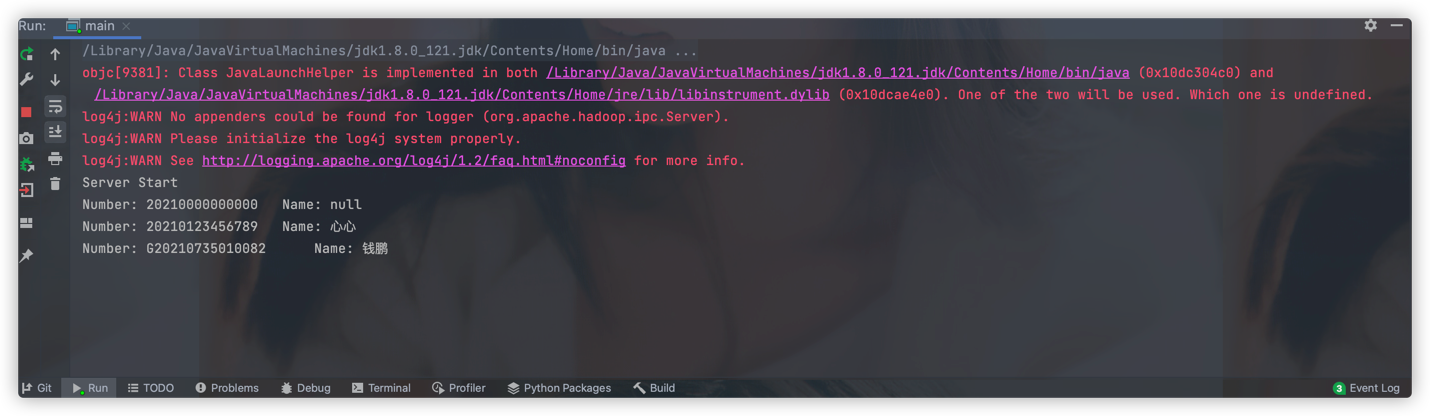 Run: main
/Library/Java/JavaVirtualMachines/jdk1.8.0_121.jdk/Contents/Home/bin/java ...
objc[9381]: Class JavaLaunchHelper is implemented in both /Library/Java/JavaVirtualMachines/jdk1.8.0_121.jdk/Contents/Home/bin/java (0x10dc304c0) and
/Library/Java/JavaVirtualMachines/jdk1.8.0_121.jdk/Contents/Home/jre/lib/libinstrument.dylib (0x10dcae4e0). One of the two will be used. Which one is undefined.
log4j:WARN No appenders could be found for logger (org.apache.hadoop.ipc.Server).
log4j:WARN Please initialize the log4j system properly.
log4j:WARN See http://logging.apache.org/log4j/1.2/faq.html#noconfig for more info.
Server Start
Number: 20210000000000 Name: null
Number: 20210123456789 Name: 心心
Number: G20210735010082 Name: 钱鹏
Git Run TODO Problems Debug Terminal Profiler Python Packages Build 3 Event Log